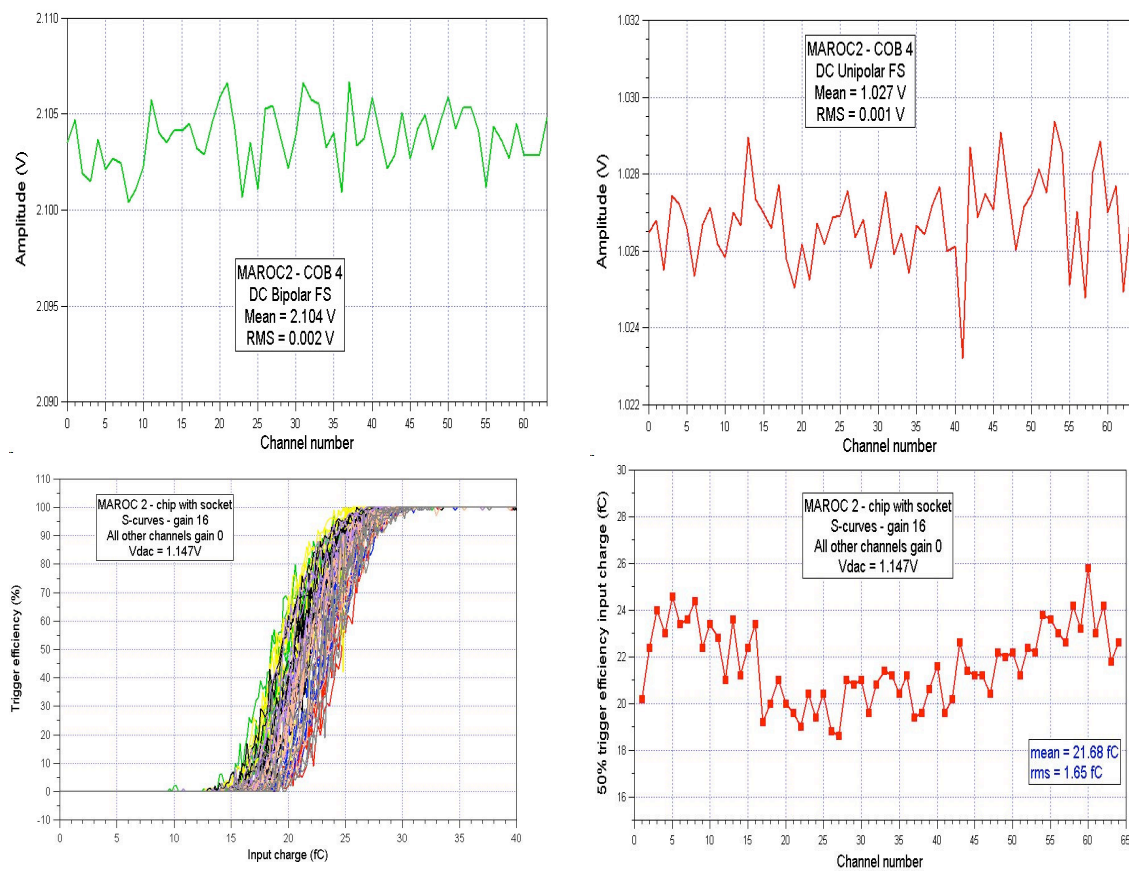 2.110
2.105
2.100
2.095
2.090
Amplitude (V)
MAROC2 - COB 4
DC Bipolar FS
Mean = 2.104 V
RMS = 0.002 V
0 5 10 15 20 25 30 35 40 45 50 55 60
Channel number
1.032
1.030
1.028
1.026
1.024
1.022
Amplitude (V)
MAROC2 - COB 4
DC Unipolar FS
Mean = 1.027 V
RMS = 0.001 V
0 5 10 15 20 25 30 35 40 45 50 55 60
Channel number
110
100
90
80
70
60
50
40
30
20
10
0
-10
Trigger efficiency (%)
MAROC 2 - chip with socket
S-curves - gain 16
All other channels gain 0
Vdac = 1.147V
0 5 10 15 20 25 30 35 40
Input charge (fC)
30
28
26
24
22
20
18
16
50% trigger efficiency input charge (fC)
MAROC 2 - chip with socket
S-curves - gain 16
All other channels gain 0
Vdac = 1.147V
mean = 21.68 fC
rms = 1.65 fC
0 5 10 15 20 25 30 35 40 45 50 55 60 65
Channel number